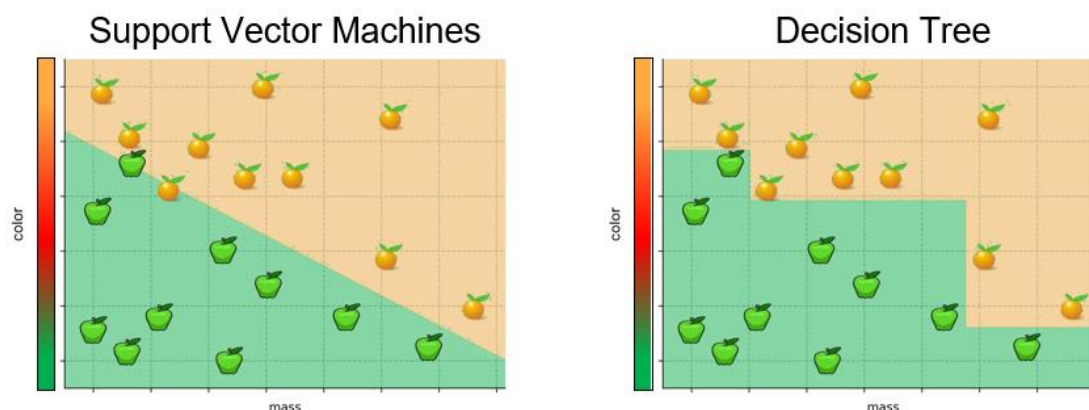 Support Vector Machines
Decision Tree
color
mass
color
mass